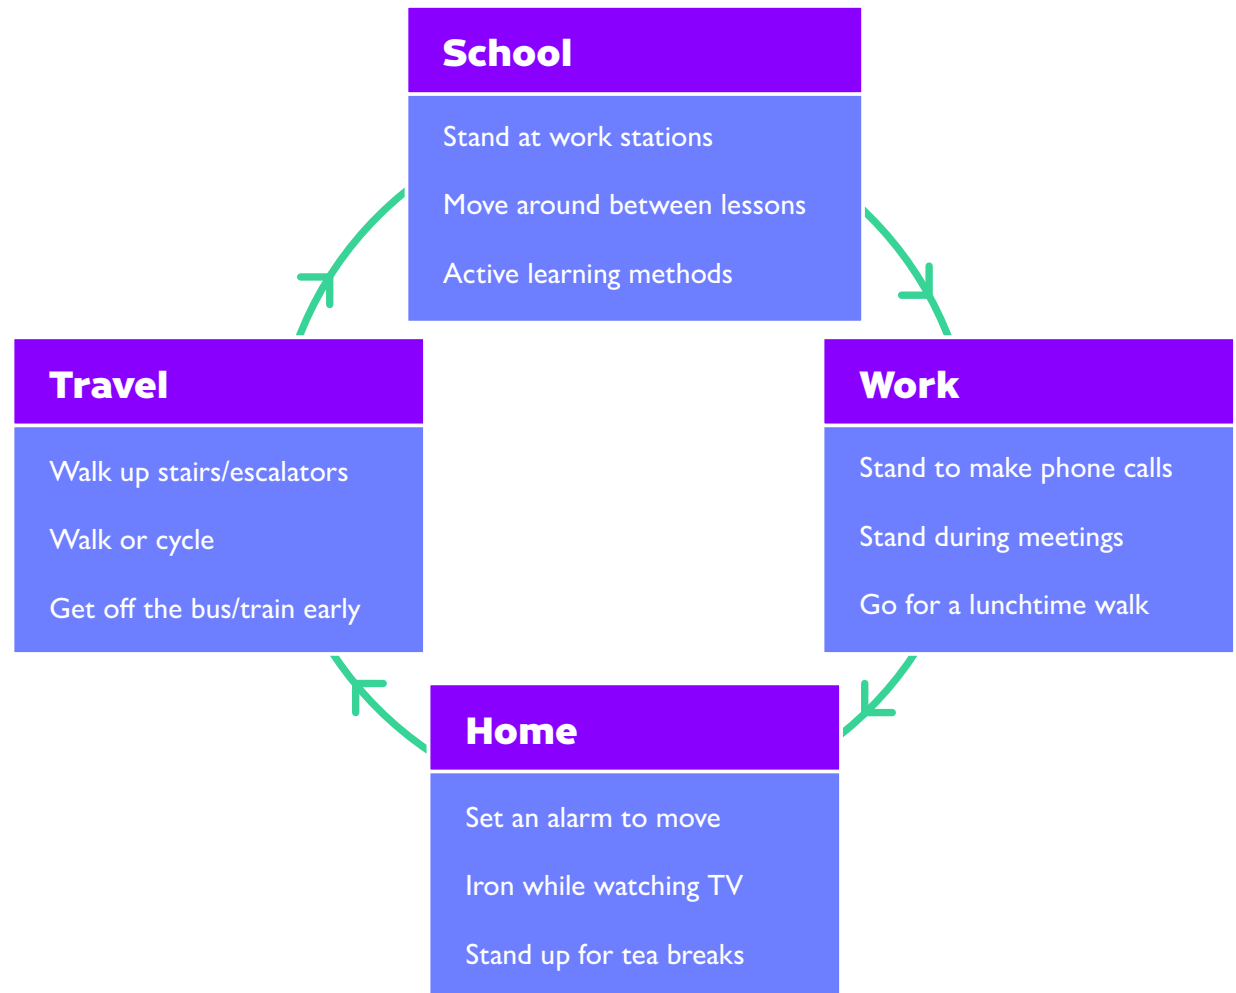 School
Stand at work stations
Move around between lessons
Active learning methods
Travel
Walk up stairs/escalators
Walk or cycle
Get off the bus/train early
Work
Stand to make phone calls
Stand during meetings
Go for a lunchtime walk
Home
Set an alarm to move
Iron while watching TV
Stand up for tea breaks